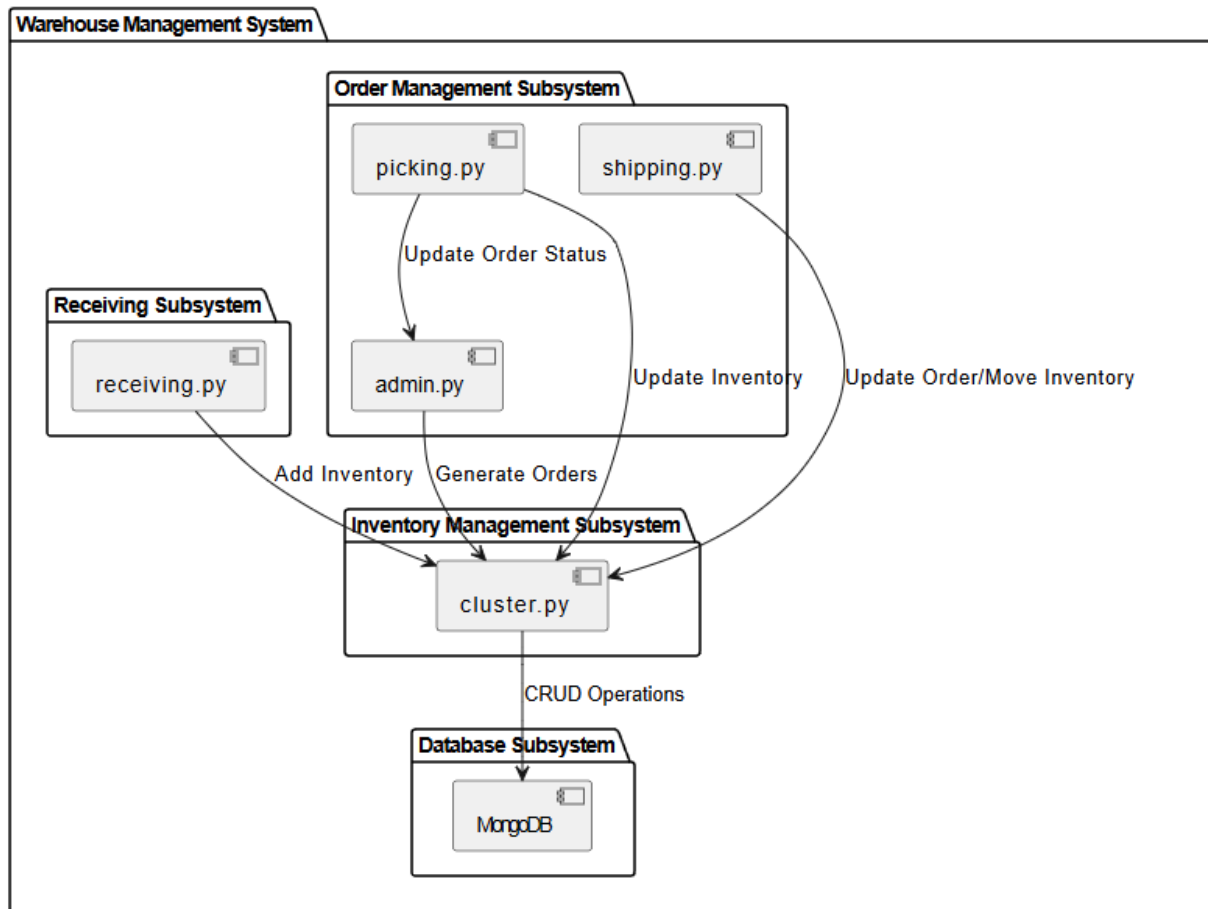 Warehouse Management System
Order Management Subsystem
picking.py
shipping.py
Update Order Status
Receiving Subsystem
receiving.py
admin.py
Update Inventory
Update Order/Move Inventory
Add Inventory
Generate Orders
Inventory Management Subsystem
cluster.py
CRUD Operations
Database Subsystem
MongoDB